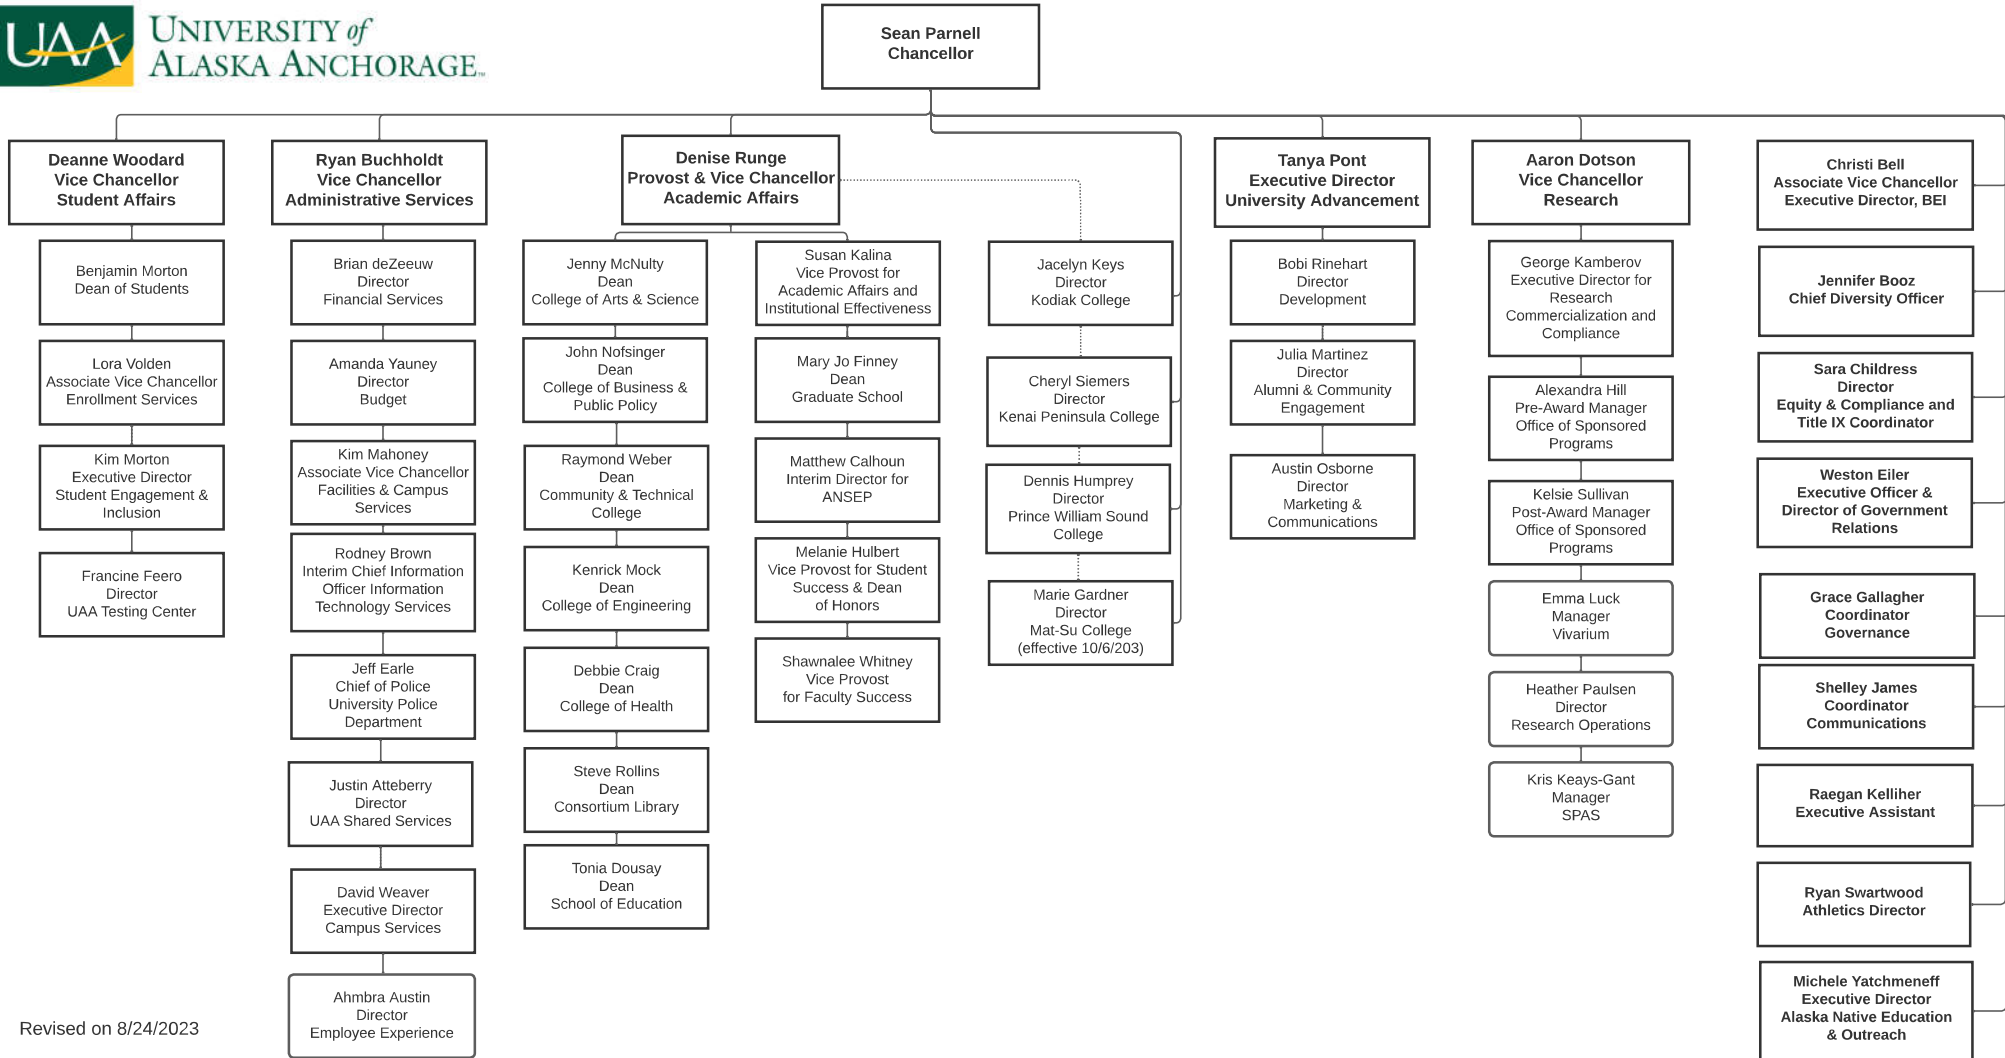 UAA
UNIVERSITY of
ALASKA ANCHORAGE™
Sean Parnell
Chancellor
Deanne Woodard
Vice Chancellor
Student Affairs
Benjamin Morton
Dean of Students
Lora Volden
Associate Vice Chancellor
Enrollment Services
Kim Morton
Executive Director
Student Engagement &
Inclusion
Francine Feero
Director
UAA Testing Center
Ryan Buchholdt
Vice Chancellor
Administrative Services
Brian deZeeuw
Director
Financial Services
Amanda Yauney
Director
Budget
Kim Mahoney
Associate Vice Chancellor
Facilities & Campus
Services
Rodney Brown
Interim Chief Information
Officer Information
Technology Services
Jeff Earle
Chief of Police
University Police
Department
Justin Atteberry
Director
UAA Shared Services
David Weaver
Executive Director
Campus Services
Ahmbra Austin
Director
Employee Experience
Denise Runge
Provost & Vice Chancellor
Academic Affairs
Jenny McNulty
Dean
College of Arts & Science
John Nofsinger
Dean
College of Business &
Public Policy
Raymond Weber
Dean
Community & Technical
College
Kenrick Mock
Dean
College of Engineering
Debbie Craig
Dean
College of Health
Steve Rollins
Dean
Consortium Library
Tonia Dousay
Dean
School of Education
Susan Kalina
Vice Provost for
Academic Affairs and
Institutional Effectiveness
Mary Jo Finney
Dean
Graduate School
Matthew Calhoun
Interim Director for
ANSEP
Melanie Hulbert
Vice Provost for Student
Success & Dean
of Honors
Shawnalee Whitney
Vice Provost
for Faculty Success
Jacelyn Keys
Director
Kodiak College
Cheryl Siemers
Director
Kenai Peninsula College
Dennis Humprey
Director
Prince William Sound
College
Marie Gardner
Director
Mat-Su College
(effective 10/6/203)
Tanya Pont
Executive Director
University Advancement
Bobi Rinehart
Director
Development
Julia Martinez
Director
Alumni & Community
Engagement
Austin Osborne
Director
Marketing &
Communications
Aaron Dotson
Vice Chancellor
Research
George Kamberov
Executive Director for
Research
Commercialization and
Compliance
Alexandra Hill
Pre-Award Manager
Office of Sponsored
Programs
Kelsie Sullivan
Post-Award Manager
Office of Sponsored
Programs
Emma Luck
Manager
Vivarium
Heather Paulsen
Director
Research Operations
Kris Keays-Gant
Manager
SPAS
Christi Bell
Associate Vice Chancellor
Executive Director, BEI
Jennifer Booz
Chief Diversity Officer
Sara Childress
Director
Equity & Compliance and
Title IX Coordinator
Weston Eiler
Executive Officer &
Director of Government
Relations
Grace Gallagher
Coordinator
Governance
Shelley James
Coordinator
Communications
Raegan Kelliher
Executive Assistant
Ryan Swartwood
Athletics Director
Michele Yatchmeneff
Executive Director
Alaska Native Education
& Outreach
Revised on 8/24/2023